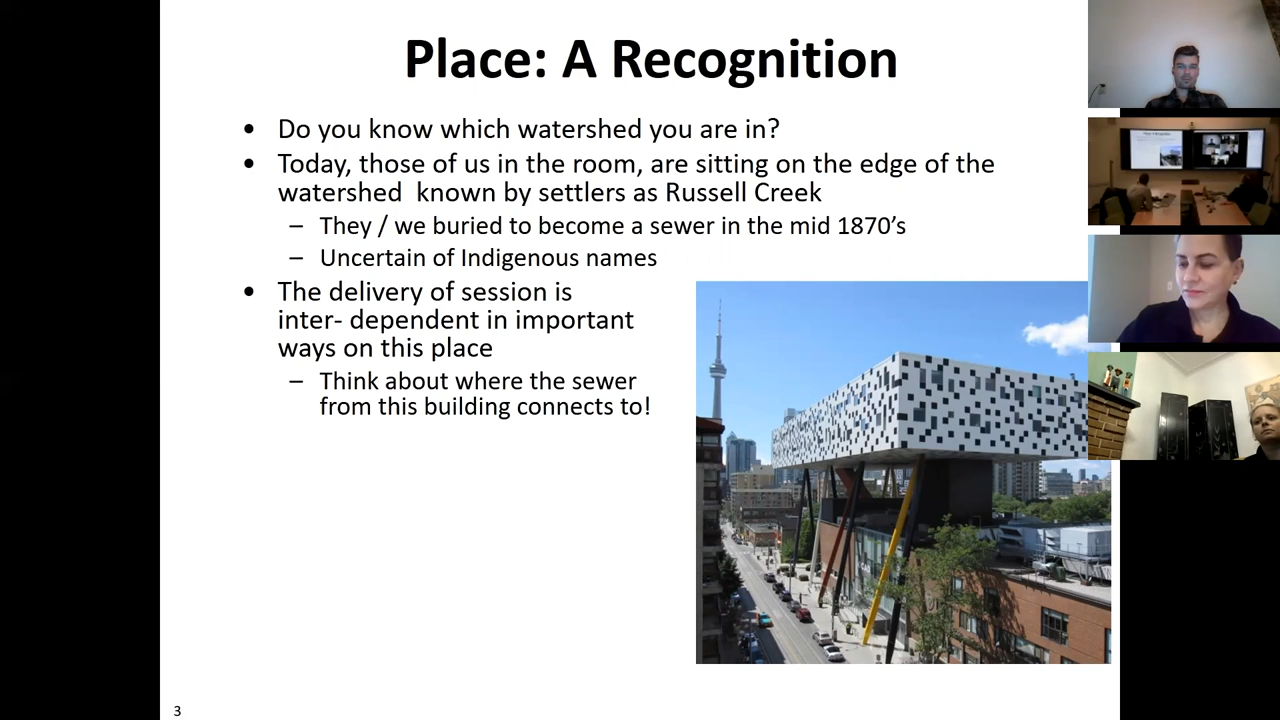 Place: A Recognition
• Do you know which watershed you are in?
• Today, those of us in the room, are sitting on the edge of the
watershed  known by settlers as Russell Creek
– They / we buried to become a sewer in the mid 1870’s
– Uncertain of Indigenous names
• The delivery of session is
inter- dependent in important
ways on this place
– Think about where the sewer
from this building connects to!
3